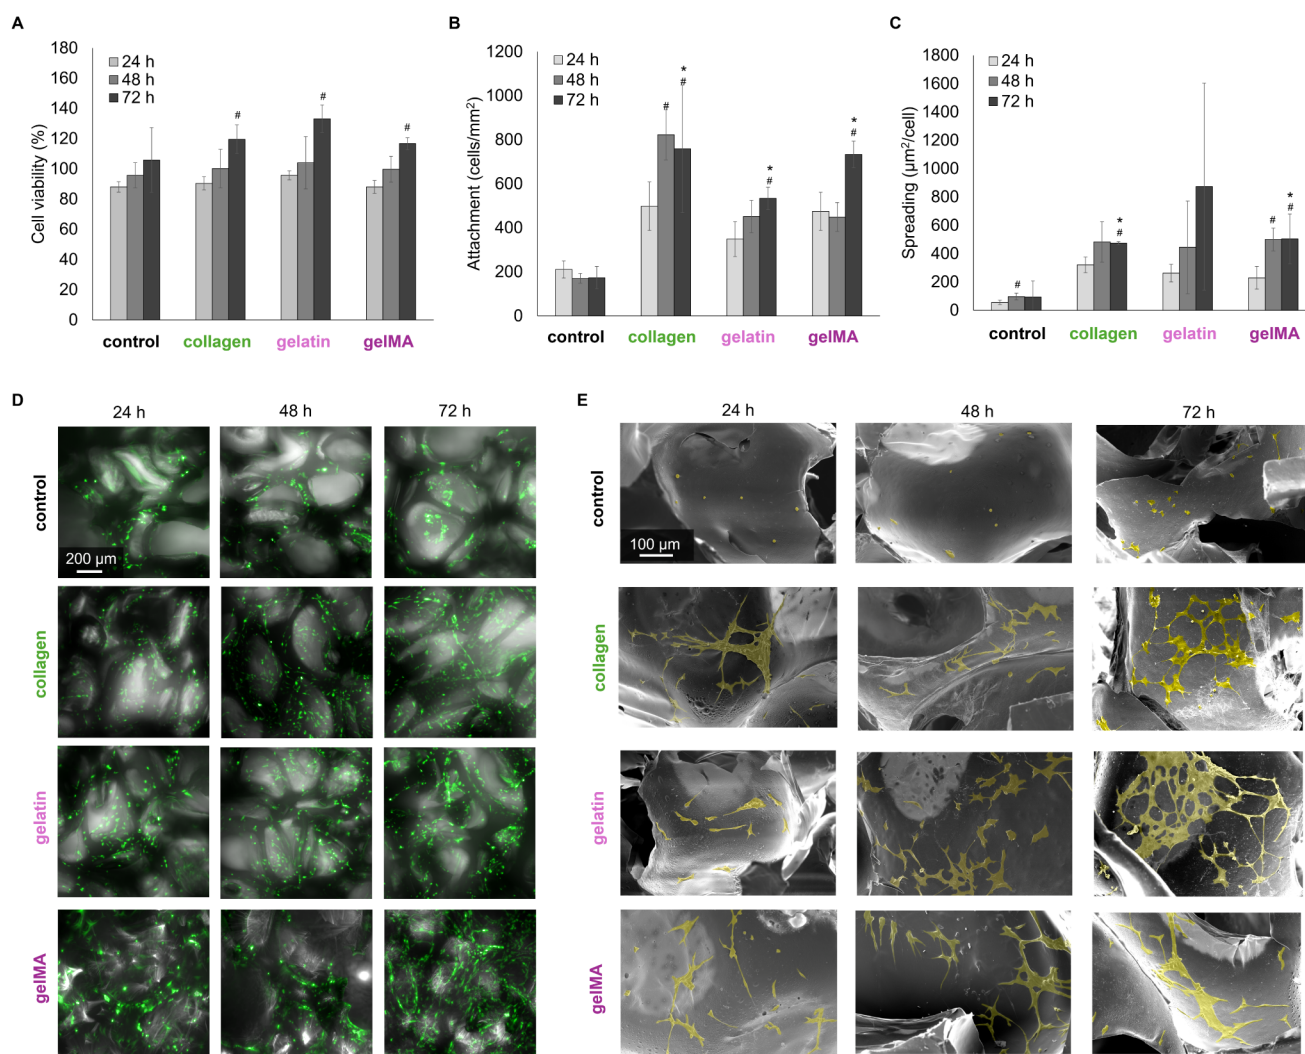 A
180
160
140
120
100
80
60
40
20
0
Cell viability (%)
24 h
48 h
72 h
#
#
#
control
collagen
gelatin
gelMA
B
1200
1000
800
600
400
200
0
Attachment (cells/mm²)
24 h
48 h
72 h
#
*
#
*
#
*
#
control
collagen
gelatin
gelMA
C
1800
1600
1400
1200
1000
800
600
400
200
0
Spreading (µm²/cell)
24 h
48 h
72 h
#
*
#
#
*
#
control
collagen
gelatin
gelMA
D
24 h
48 h
72 h
control
200 µm
collagen
gelatin
gelMA
E
24 h
48 h
72 h
control
100 µm
collagen
gelatin
gelMA